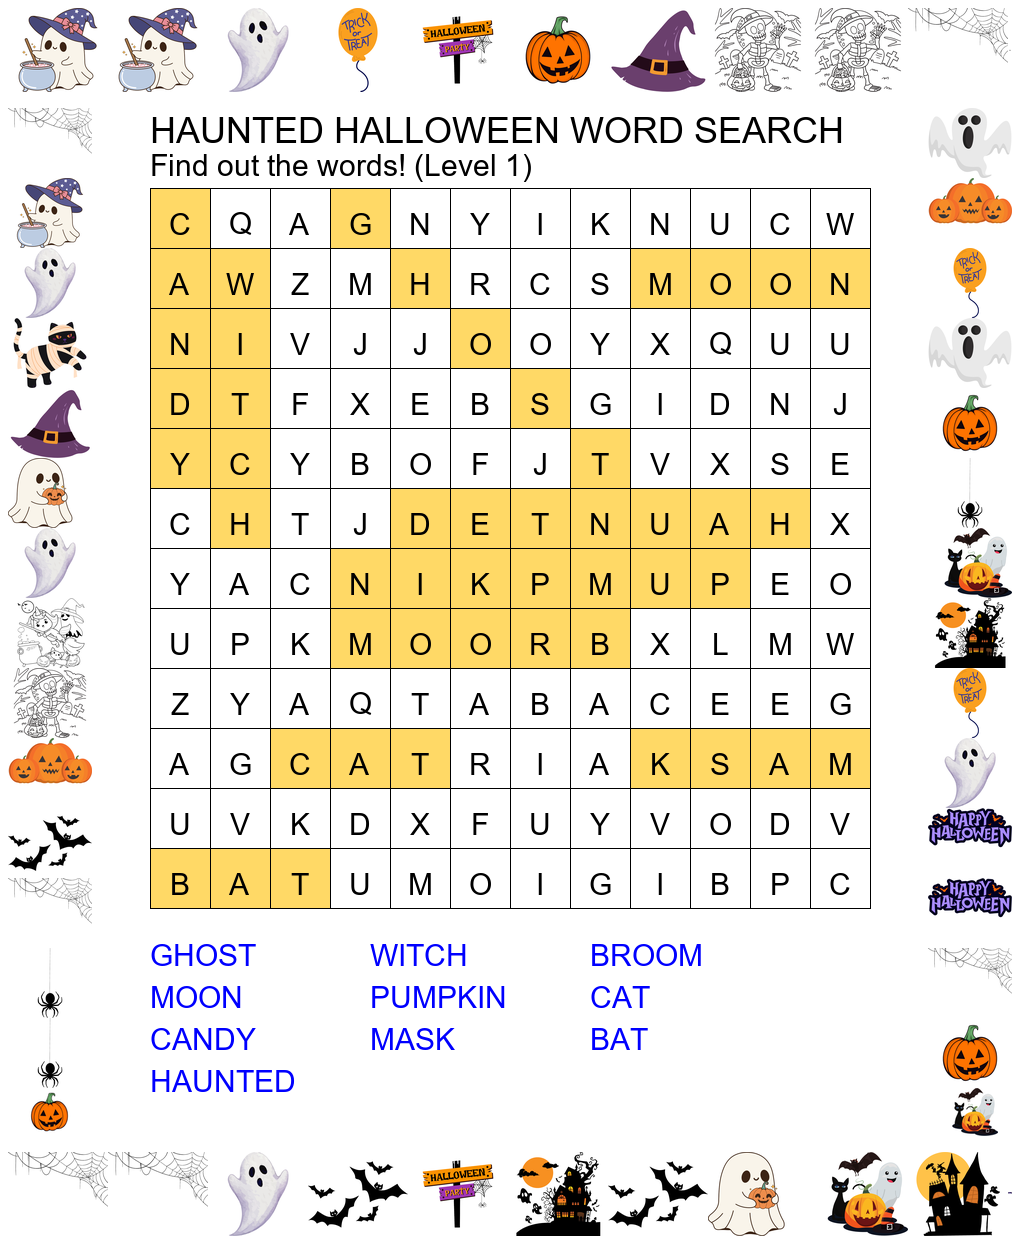 TRICK or TREAT
HALLOWEEN PARTY
HAUNTED HALLOWEEN WORD SEARCH
Find out the words! (Level 1)
C Q A G N Y I K N U C W
A W Z M H R C S M O O N
N I V J J O O Y X Q U U
TRICK or TREAT
D T F X E B S G I D N J
Y C Y B O F J T V X S E
C H T J D E T N U A H X
Y A C N I K P M U P E O
U P K M O O R B X L M W
Z Y A Q T A B A C E E G
TRICK or TREAT
A G C A T R I A K S A M
U V K D X F U Y V O D V
HAPPY HALLOWEEN
B A T U M O I G I B P C
HAPPY HALLOWEEN
GHOST WITCH BROOM
MOON PUMPKIN CAT
CANDY MASK BAT
HAUNTED
HALLOWEEN PARTY